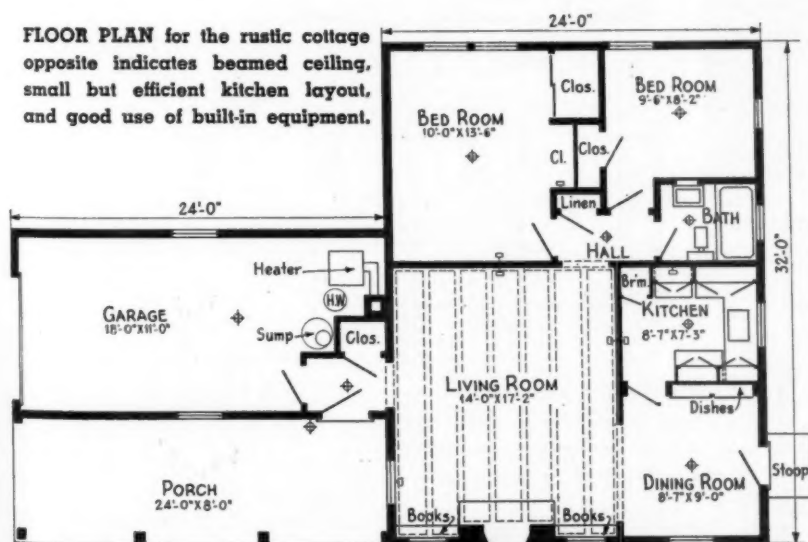 FLOOR PLAN for the rustic cottage
opposite indicates beamed ceiling,
small but efficient kitchen layout,
and good use of built-in equipment.
24'-0"
BED ROOM
10'-0"X13'-6"
Clos.
BED ROOM
9'-6"X8'-2"
Cl.
Clos.
Linen
BATH
HALL
32'-0"
24'-0"
Heater
H.W
GARAGE
18'-0"X11'-0"
Sump
Clos.
Br'm.
KITCHEN
8'-7"X7'-3"
LIVING ROOM
14'-0"X17'-2"
Dishes
Stoop
PORCH
24'-0"X8'-0"
DINING ROOM
8'-7"X9'-0"
Books
Books